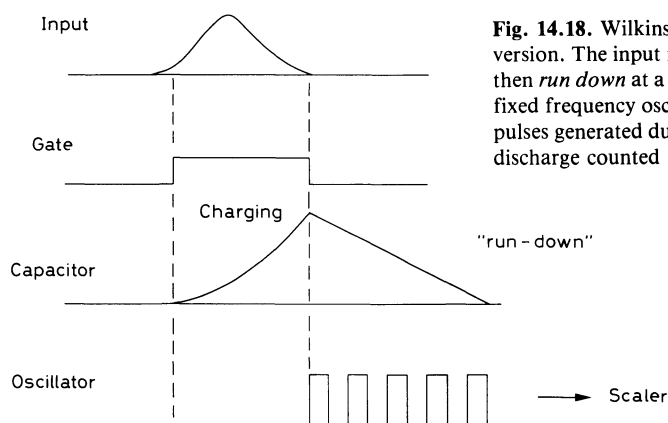 Input
Fig. 14.18. Wilkins
version. The input
then run down at a
fixed frequency osc
pulses generated du
discharge counted
Gate
Charging
"run-down"
Capacitor
Oscillator
Scaler